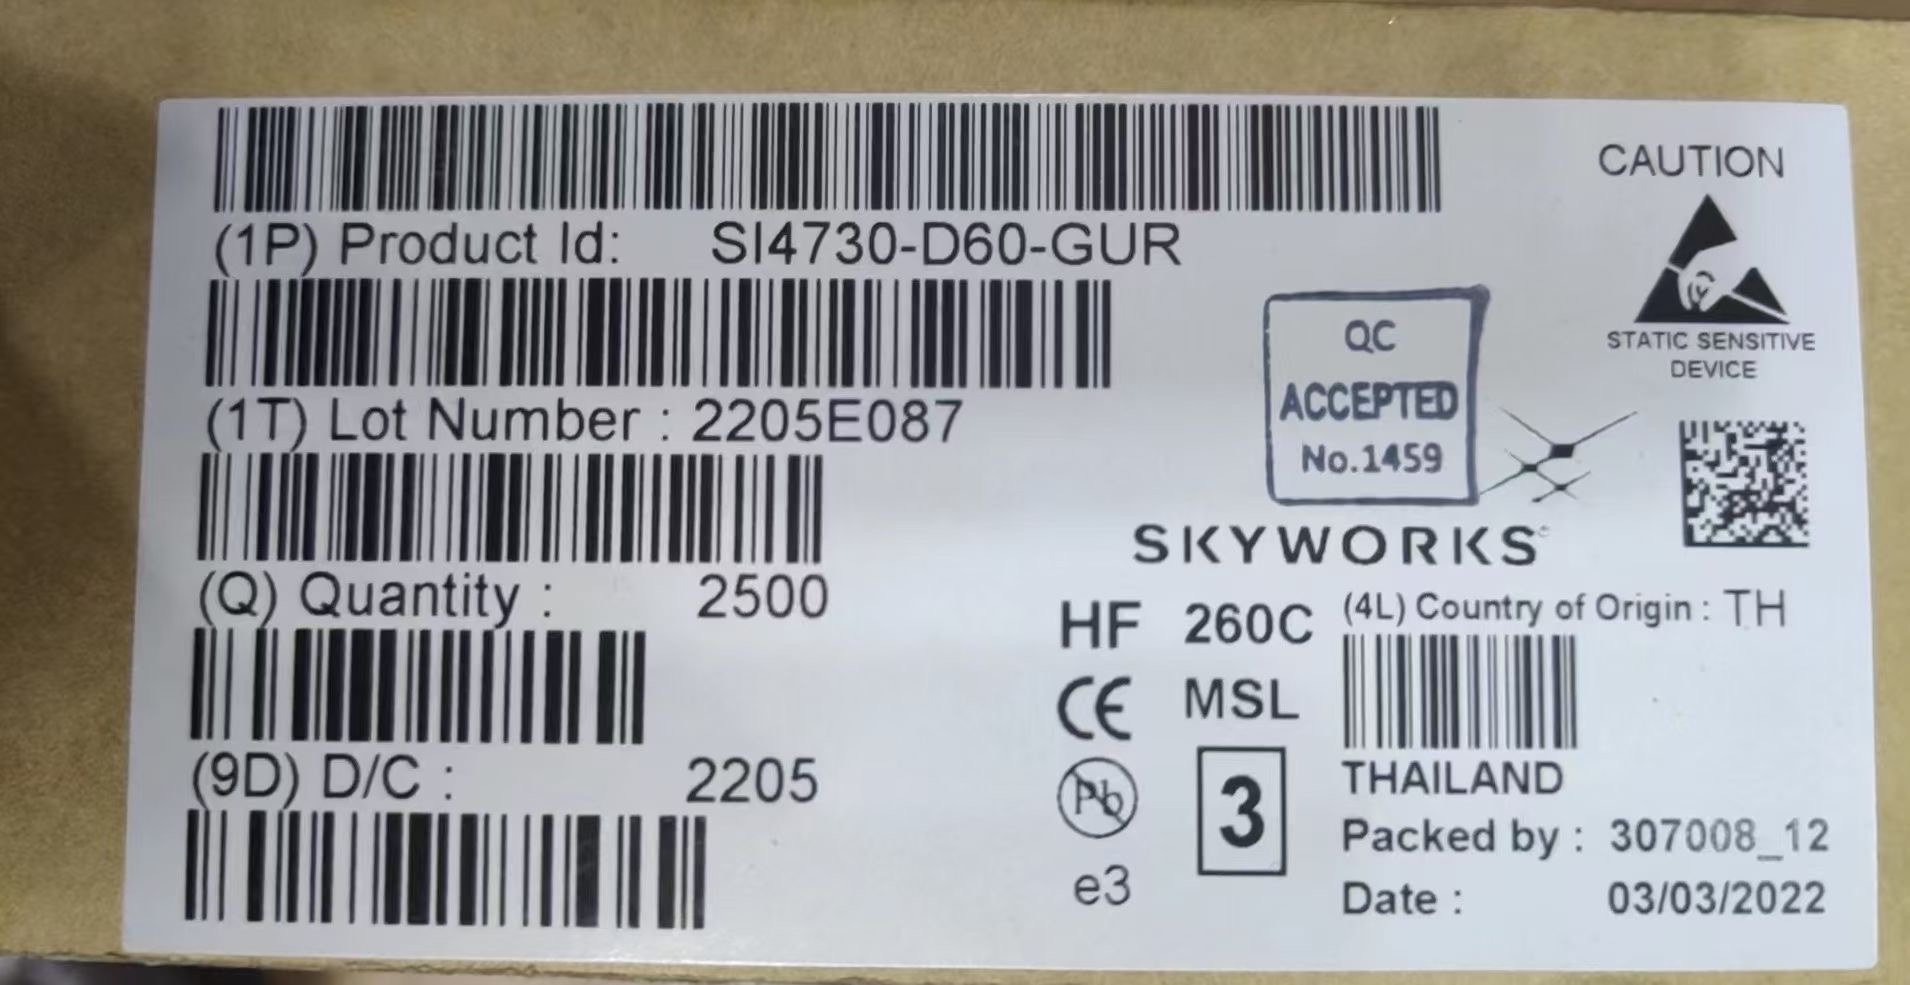 (1P) Product Id: SI4730-D60-GUR
(1T) Lot Number : 2205E087
(Q) Quantity : 2500
(9D) D/C : 2205
CAUTION
STATIC SENSITIVE
DEVICE
QC
ACCEPTED
No.1459
SKYWORKS
HF 260C
CE MSL
Pb
3
e3
(4L) Country of Origin : TH
THAILAND
Packed by : 307008_12
Date : 03/03/2022